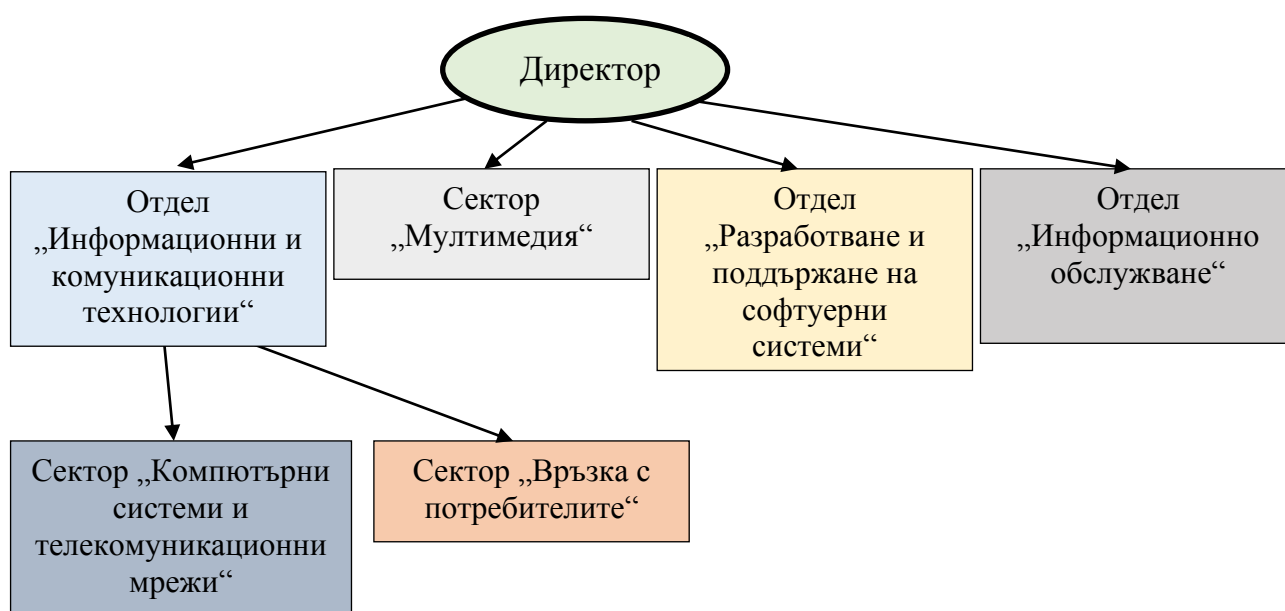 Директор
Отдел
„Информационни и
комуникационни
технологии“
Сектор
„Мултимедия“
Отдел
„Разработване и
поддържане на
софтуерни
системи“
Отдел
„Информационно
обслужване“
Сектор „Компютърни
системи и
телекомуникационни
мрежи“
Сектор „Връзка с
потребителите“